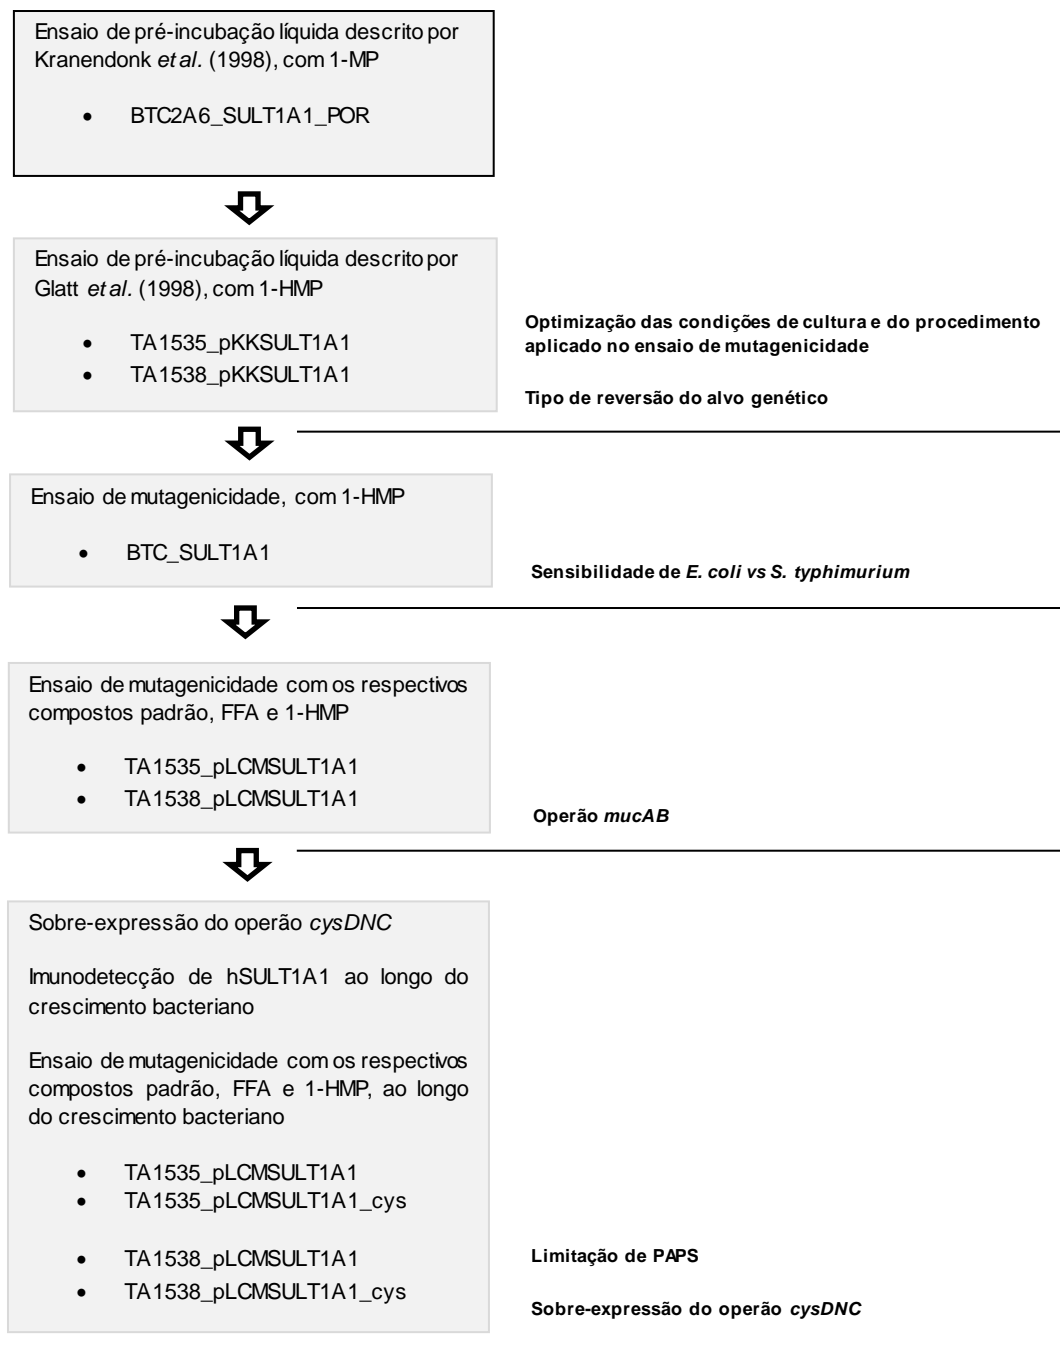 Ensaio de pré-incubação líquida descrito por
Kranendonk et al. (1998), com 1-MP
• BTC2A6_SULT1A1_POR
Ensaio de pré-incubação líquida descrito por
Glatt et al. (1998), com 1-HMP
• TA1535_pKKSULT1A1
• TA1538_pKKSULT1A1
Optimização das condições de cultura e do procedimento
aplicado no ensaio de mutagenicidade
Tipo de reversão do alvo genético
Ensaio de mutagenicidade, com 1-HMP
• BTC_SULT1A1
Sensibilidade de E. coli vs S. typhimurium
Ensaio de mutagenicidade com os respectivos
compostos padrão, FFA e 1-HMP
• TA1535_pLCMSULT1A1
• TA1538_pLCMSULT1A1
Operão mucAB
Sobre-expressão do operão cysDNC
Imunodetecção de hSULT1A1 ao longo do
crescimento bacteriano
Ensaio de mutagenicidade com os respectivos
compostos padrão, FFA e 1-HMP, ao longo
do crescimento bacteriano
• TA1535_pLCMSULT1A1
• TA1535_pLCMSULT1A1_cys
• TA1538_pLCMSULT1A1
• TA1538_pLCMSULT1A1_cys
Limitação de PAPS
Sobre-expressão do operão cysDNC